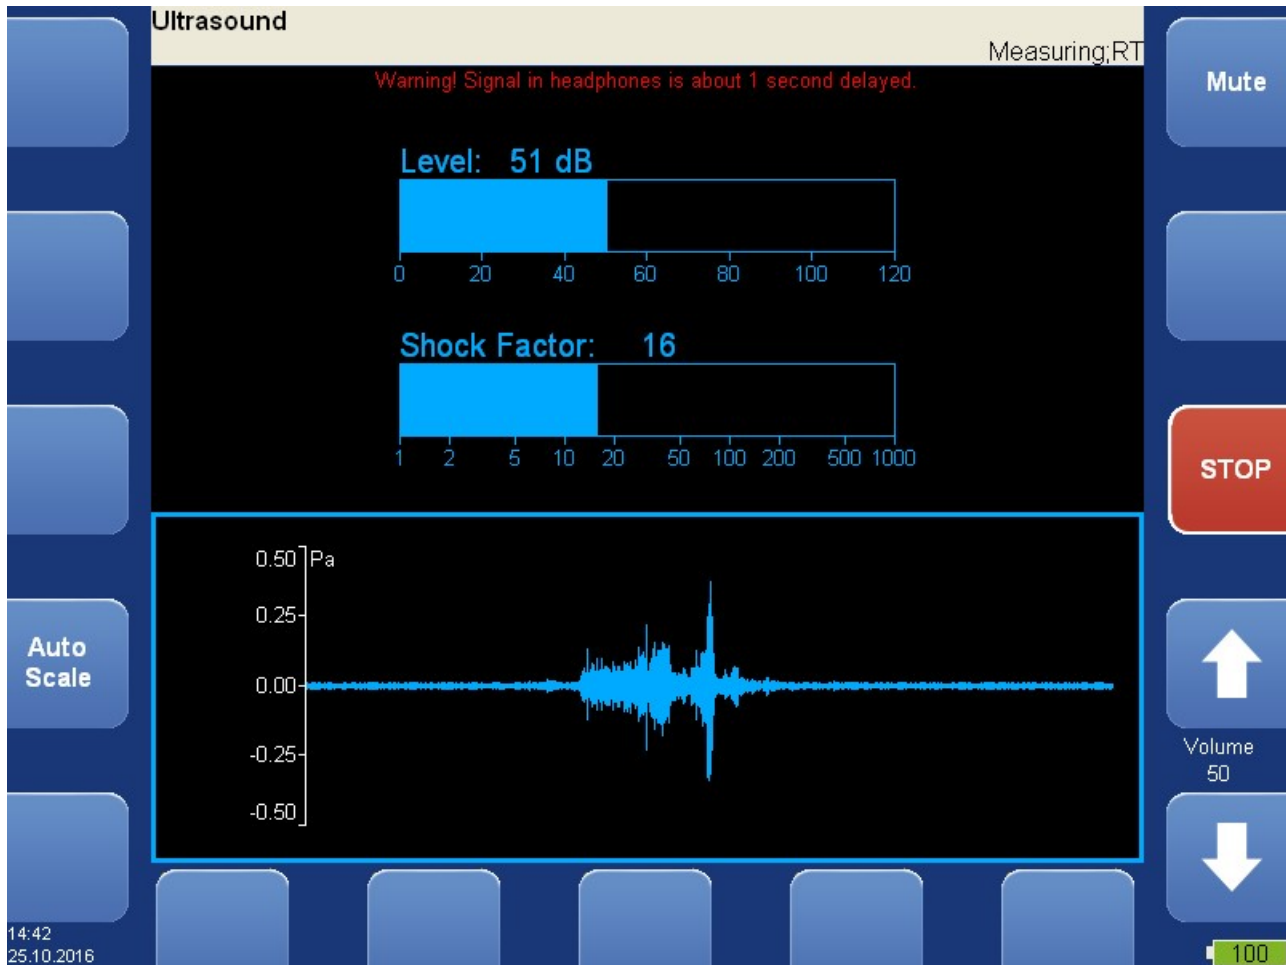 Ultrasound
Measuring;RT
Warning! Signal in headphones is about 1 second delayed.
Mute
Level: 51 dB
0 20 40 60 80 100 120
Shock Factor: 16
1 2 5 10 20 50 100 200 500 1000
STOP
0.50 Pa
0.25
0.00
-0.25
-0.50
Auto
Scale
Volume
50
14:42
25.10.2016
100